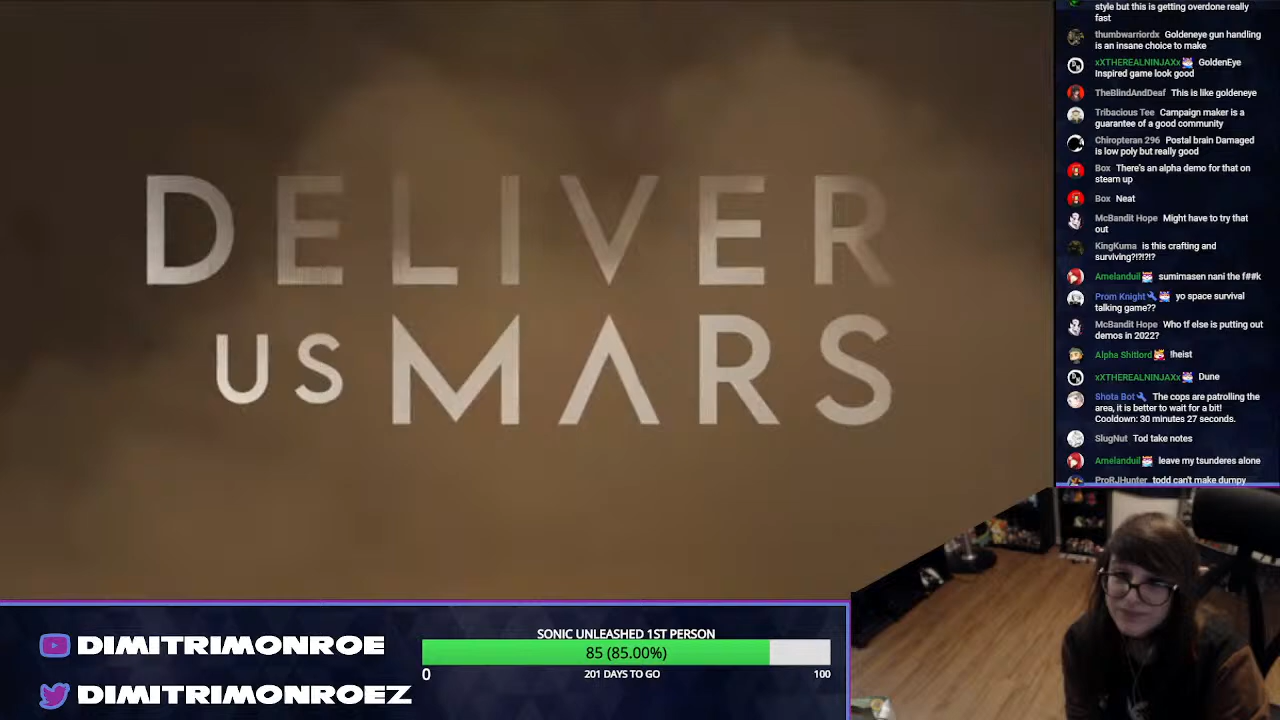 DELIVER
US MARS
style but this is getting overdone really
fast
thumbwarriordx Goldeneye gun handling
is an insane choice to make
xXTHEREALNINJAXx GoldenEye
Inspired game look good
TheBlindAndDeaf This is like goldeneye
Tribacious Tee Campaign maker is a
guarantee of a good community
Chiropteran 296 Postal brain Damaged
is low poly but really good
Box There's an alpha demo for that on
steam up
Box Neat
McBandit Hope Might have to try that
out
KingKuma is this crafting and
surviving?!?!?!?
Amelanduil sumimasen nani the f##k
Prom Knight yo space survival
talking game??
McBandit Hope Who tf else is putting out
demos in 2022?
Alpha Shitlord !heist
xXTHEREALNINJAXx Dune
Shota Bot The cops are patrolling the
area, it is better to wait for a bit!
Cooldown: 30 minutes 27 seconds.
SlugNut Tod take notes
Amelanduil leave my tsunderes alone
ProRJHunter todd can't make dumpy
DIMITRIMONROE
DIMITRIMONROEZ
SONIC UNLEASHED 1ST PERSON
85 (85.00%)
0 201 DAYS TO GO 100